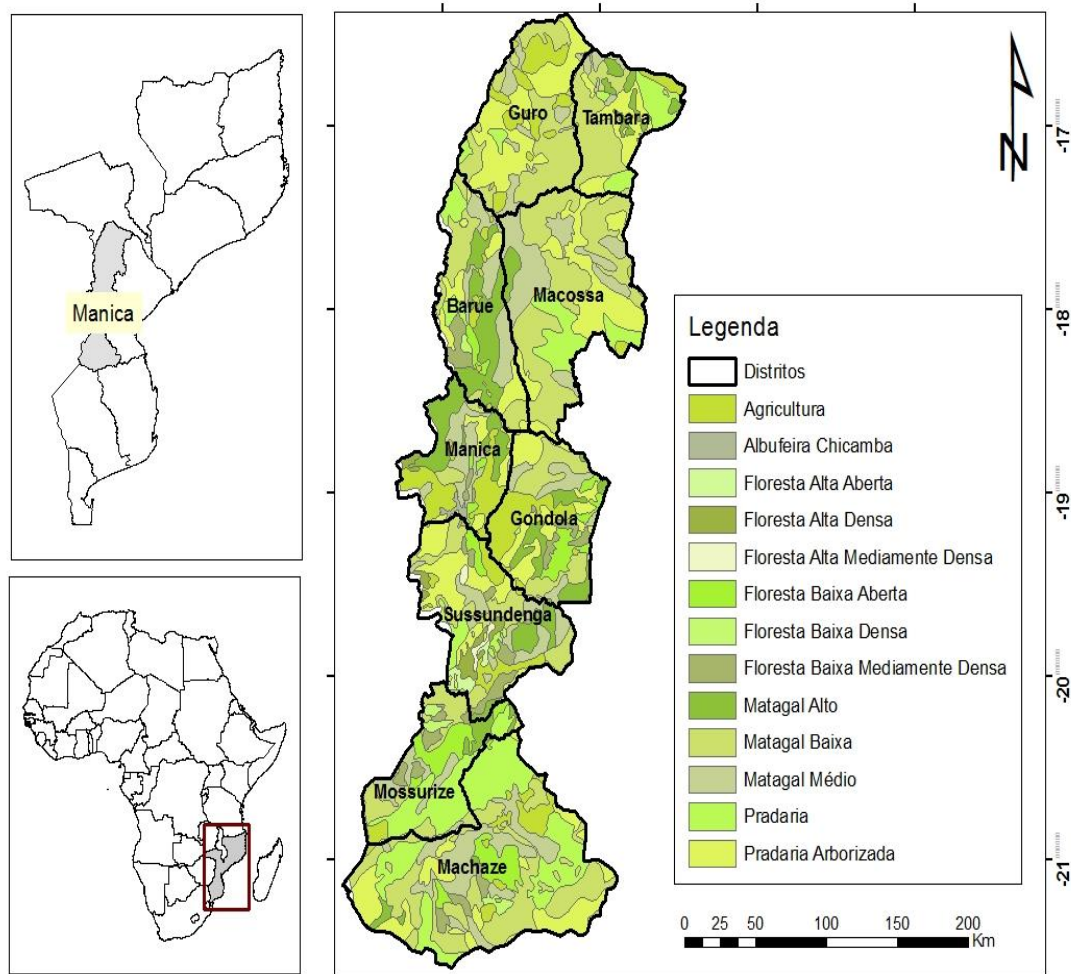 Manica
Guro
Tambara
Barue
Macossa
Manica
Gondola
Sussundenga
Mossurize
Machaze
N
-17
-18
-19
-20
-21
Legenda
Distritos
Agricultura
Albufeira Chicamba
Floresta Alta Aberta
Floresta Alta Densa
Floresta Alta Mediamente Densa
Floresta Baixa Aberta
Floresta Baixa Densa
Floresta Baixa Mediamente Densa
Matagal Alto
Matagal Baixa
Matagal Médio
Pradaria
Pradaria Arborizada
0 50 100 150 200
Km